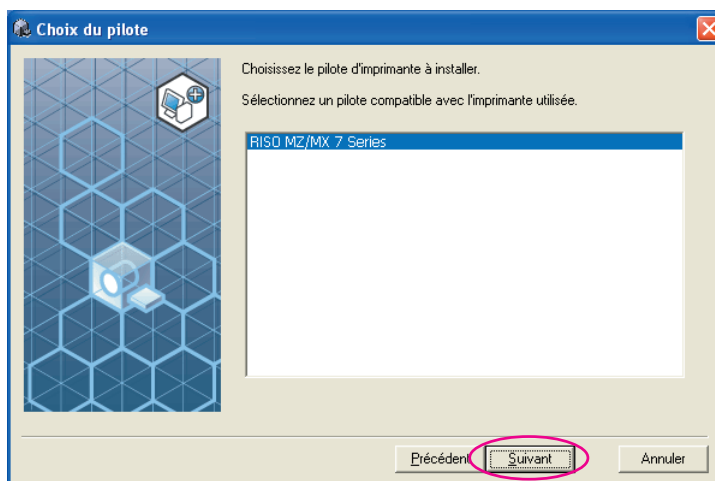 Choix du pilote
Choisissez le pilote d'imprimante à installer.
Sélectionnez un pilote compatible avec l'imprimante utilisée.
RISO MZ/MX 7 Series
Précédent Suivant Annuler